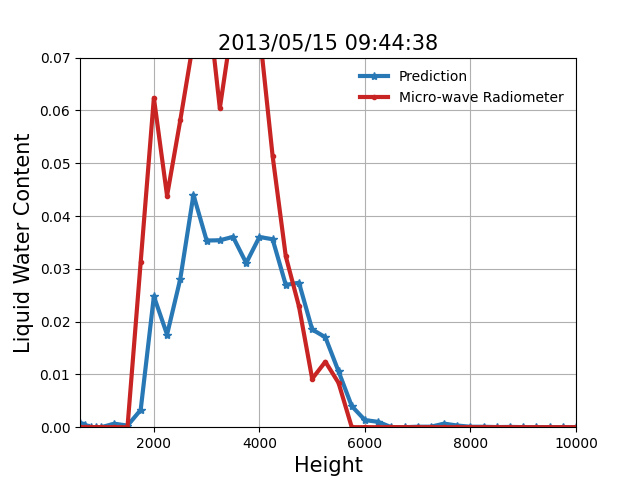 2013/05/15 09:44:38
0.07
0.06
0.05
0.04
0.03
0.02
0.01
0.00
Liquid Water Content
Prediction
Micro-wave Radiometer
2000 4000 6000 8000 10000
Height